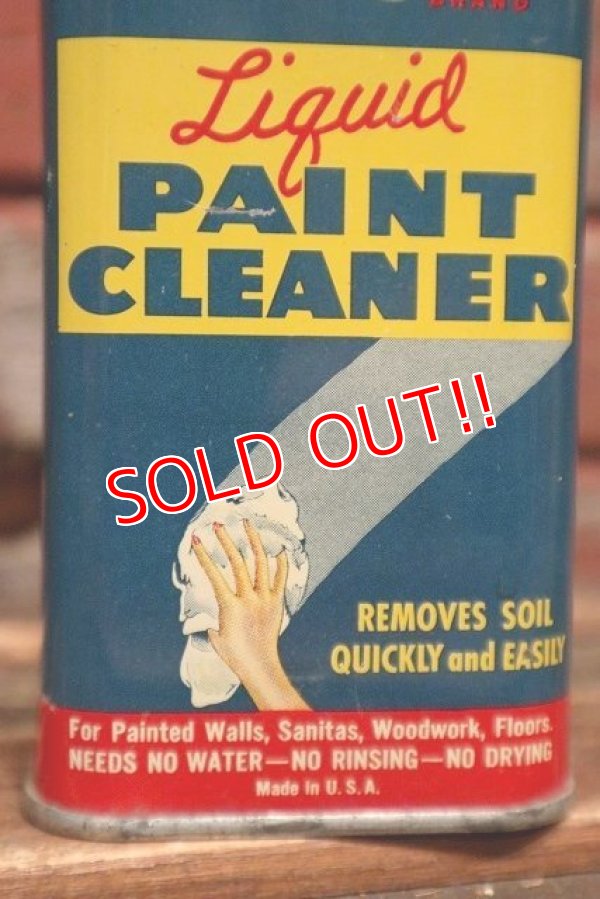 BRAND
Liquid
PAINT
CLEANER
SOLD OUT!!
REMOVES SOIL
QUICKLY and EASILY
For Painted Walls, Sanitas, Woodwork, Floors.
NEEDS NO WATER—NO RINSING—NO DRYING
Made in U.S.A.